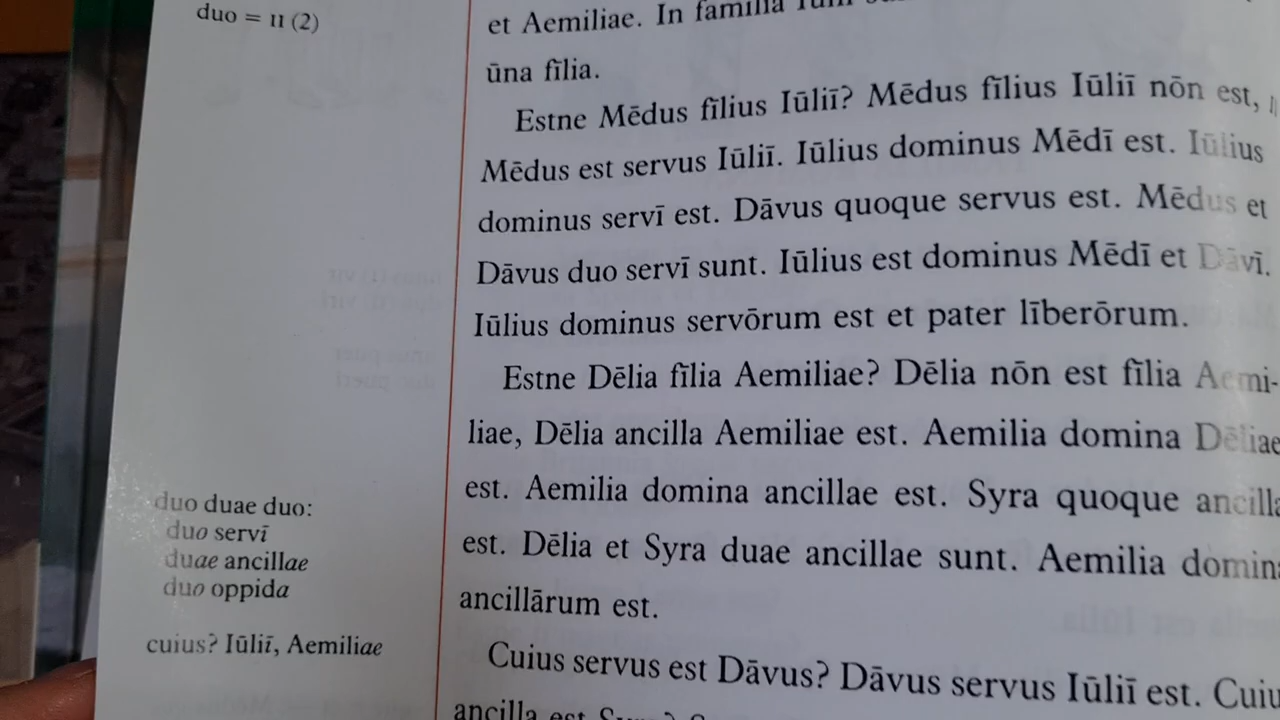 duo = II (2)
et Aemiliae. In familia
ūna fīlia.
Estne Mēdus fīlius Iūliī? Mēdus fīlius Iūliī nōn est,
Mēdus est servus Iūliī. Iūlius dominus Mēdī est. Iūlius
dominus servī est. Dāvus quoque servus est. Mēdus et
Dāvus duo servī sunt. Iūlius est dominus Mēdī et Dāvī.
Iūlius dominus servōrum est et pater līberōrum.
Estne Dēlia fīlia Aemiliae? Dēlia nōn est fīlia Aemi-
liae, Dēlia ancilla Aemiliae est. Aemilia domina Dēliae
est. Aemilia domina ancillae est. Syra quoque ancilla
est. Dēlia et Syra duae ancillae sunt. Aemilia domina
ancillārum est.
Cuius servus est Dāvus? Dāvus servus Iūliī est. Cuiu
ancilla est Syra?
duo duae duo:
duo servī
duae ancillae
duo oppida
cuius? Iūliī, Aemiliae